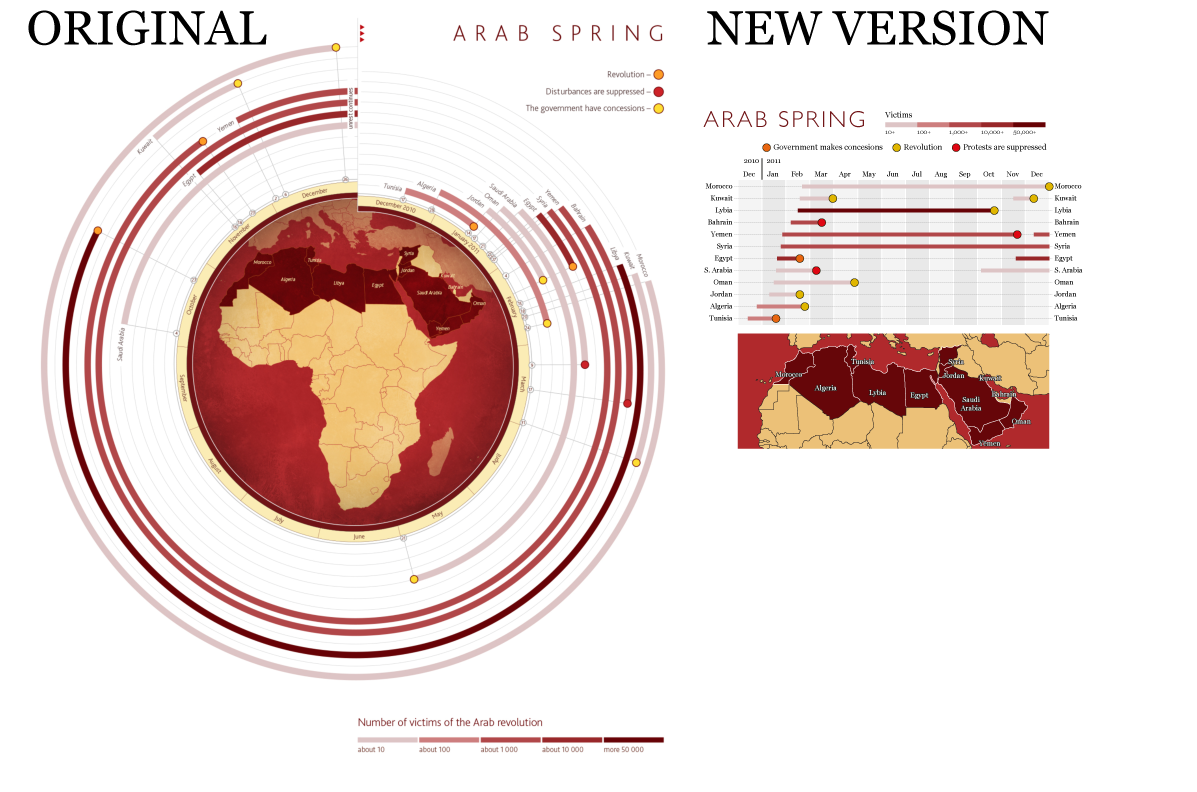 ORIGINAL
ARAB SPRING
Revolution –
Disturbances are suppressed –
The government have concessions –
unrest continues
Yemen
Kuwait
Egypt
Saudi Arabia
Tunisia
Algeria
Jordan
Saudi Arabia
Oman
Egypt
Syria
Yemen
Bahrain
Libya
Kuwait
Morocco
December
December 2010
January 2011
February
March
April
May
June
July
August
September
October
November
Morocco
Algeria
Tunisia
Libya
Egypt
Syria
Jordan
Kuwait
Saudi Arabia
Bahrain
Oman
Yemen
Number of victims of the Arab revolution
about 10 about 100 about 1 000 about 10 000 more 50 000
NEW VERSION
ARAB SPRING
Victims
10+ 100+ 1,000+ 10,000+ 50,000+
Government makes concesions Revolution Protests are suppressed
2010 2011
Dec Jan Feb Mar Apr May Jun Jul Aug Sep Oct Nov Dec
Morocco Morocco
Kuwait Kuwait
Lybia Lybia
Bahrain Bahrain
Yemen Yemen
Syria Syria
Egypt Egypt
S. Arabia S. Arabia
Oman Oman
Jordan Jordan
Algeria Algeria
Tunisia Tunisia
Morocco
Algeria
Tunisia
Lybia
Egypt
Syria
Jordan
Kuwait
Saudi
Arabia
Bahrain
Oman
Yemen